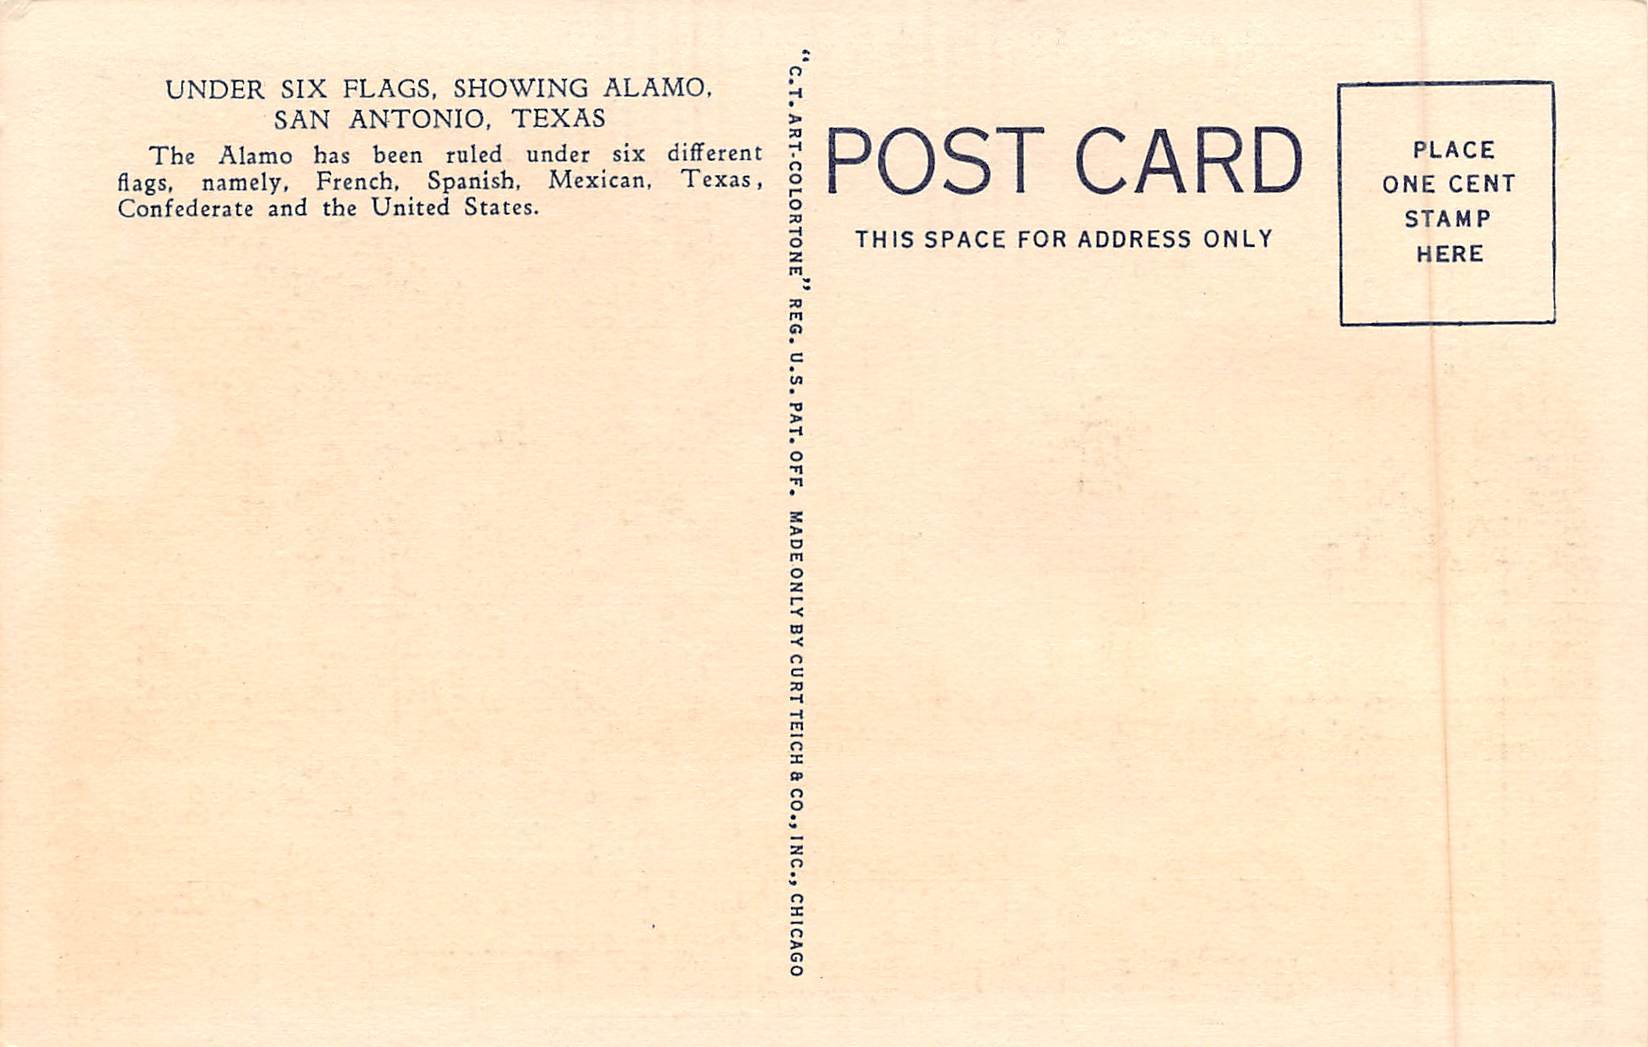 UNDER SIX FLAGS, SHOWING ALAMO,
SAN ANTONIO, TEXAS
The Alamo has been ruled under six different
flags, namely, French, Spanish, Mexican, Texas,
Confederate and the United States.
"C.T. ART-COLORTONE" REG. U.S. PAT. OFF. MADE ONLY BY CURT TEICH & CO., INC., CHICAGO
POST CARD
THIS SPACE FOR ADDRESS ONLY
PLACE
ONE CENT
STAMP
HERE